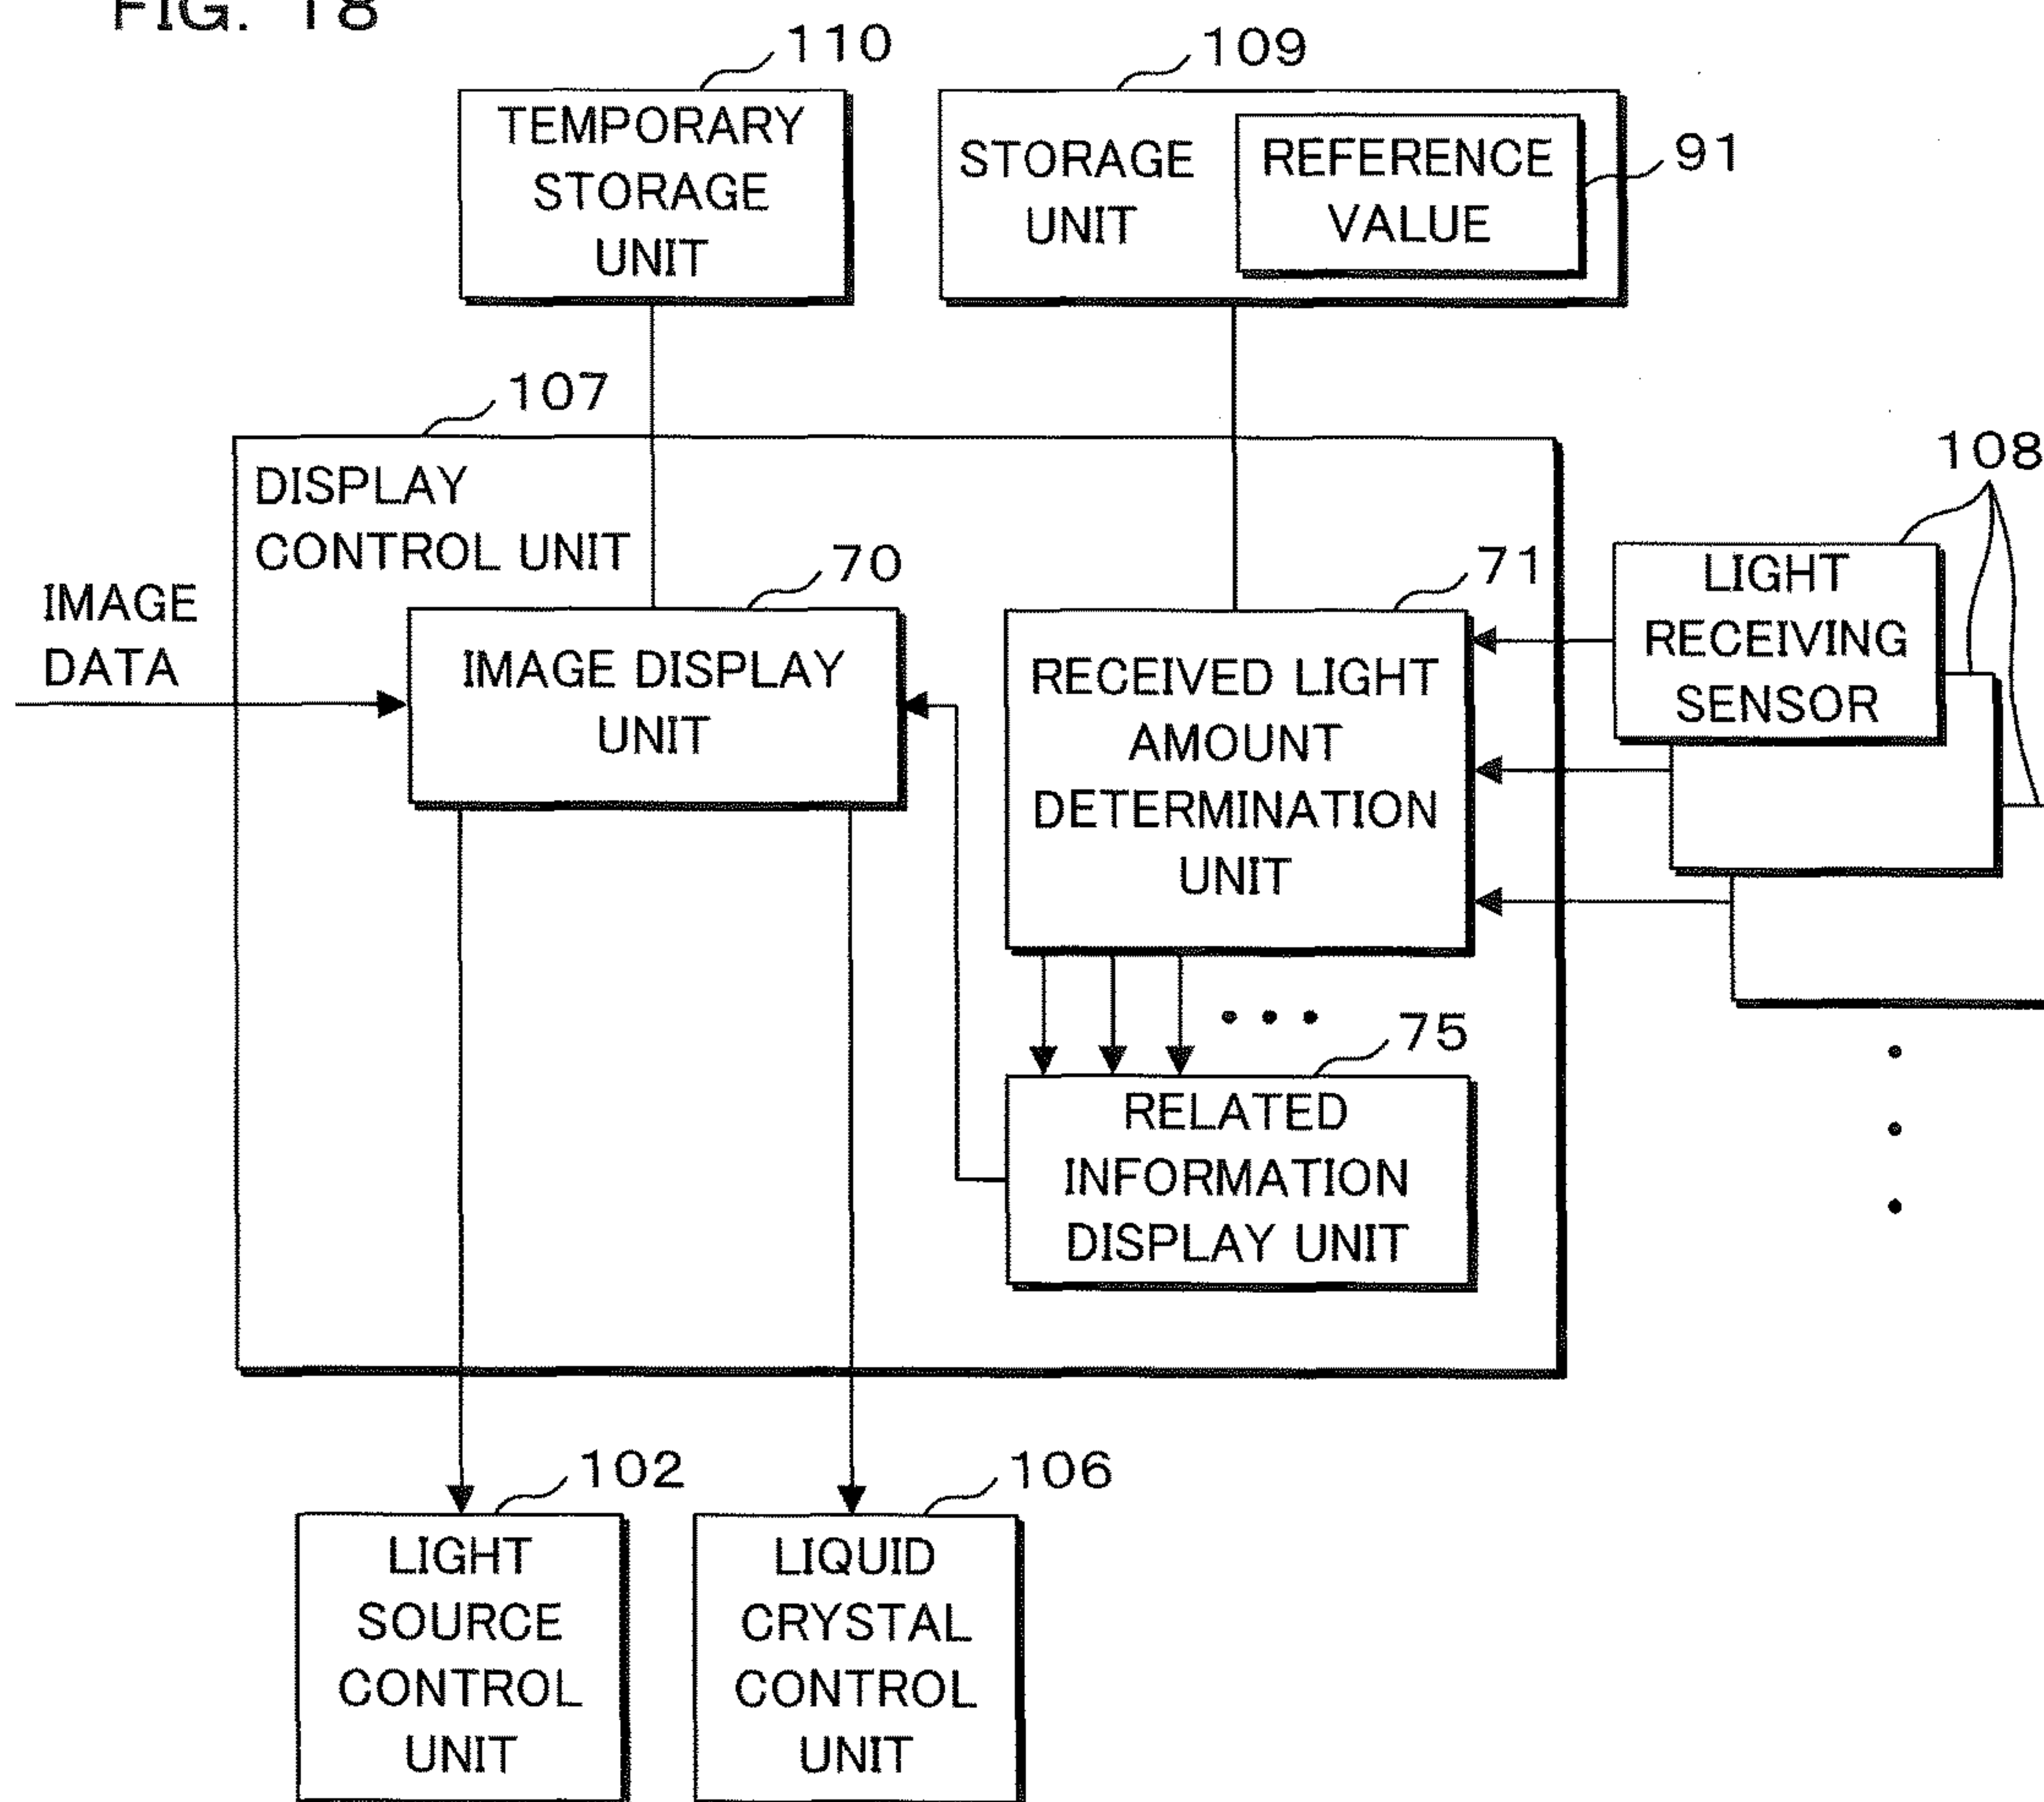 FIG. 18
110
TEMPORARY
STORAGE
UNIT
109
STORAGE
UNIT
REFERENCE
VALUE
91
107
DISPLAY
CONTROL UNIT
108
IMAGE
DATA
70
IMAGE DISPLAY
UNIT
71
RECEIVED LIGHT
AMOUNT
DETERMINATION
UNIT
LIGHT
RECEIVING
SENSOR
75
RELATED
INFORMATION
DISPLAY UNIT
102
LIGHT
SOURCE
CONTROL
UNIT
106
LIQUID
CRYSTAL
CONTROL
UNIT